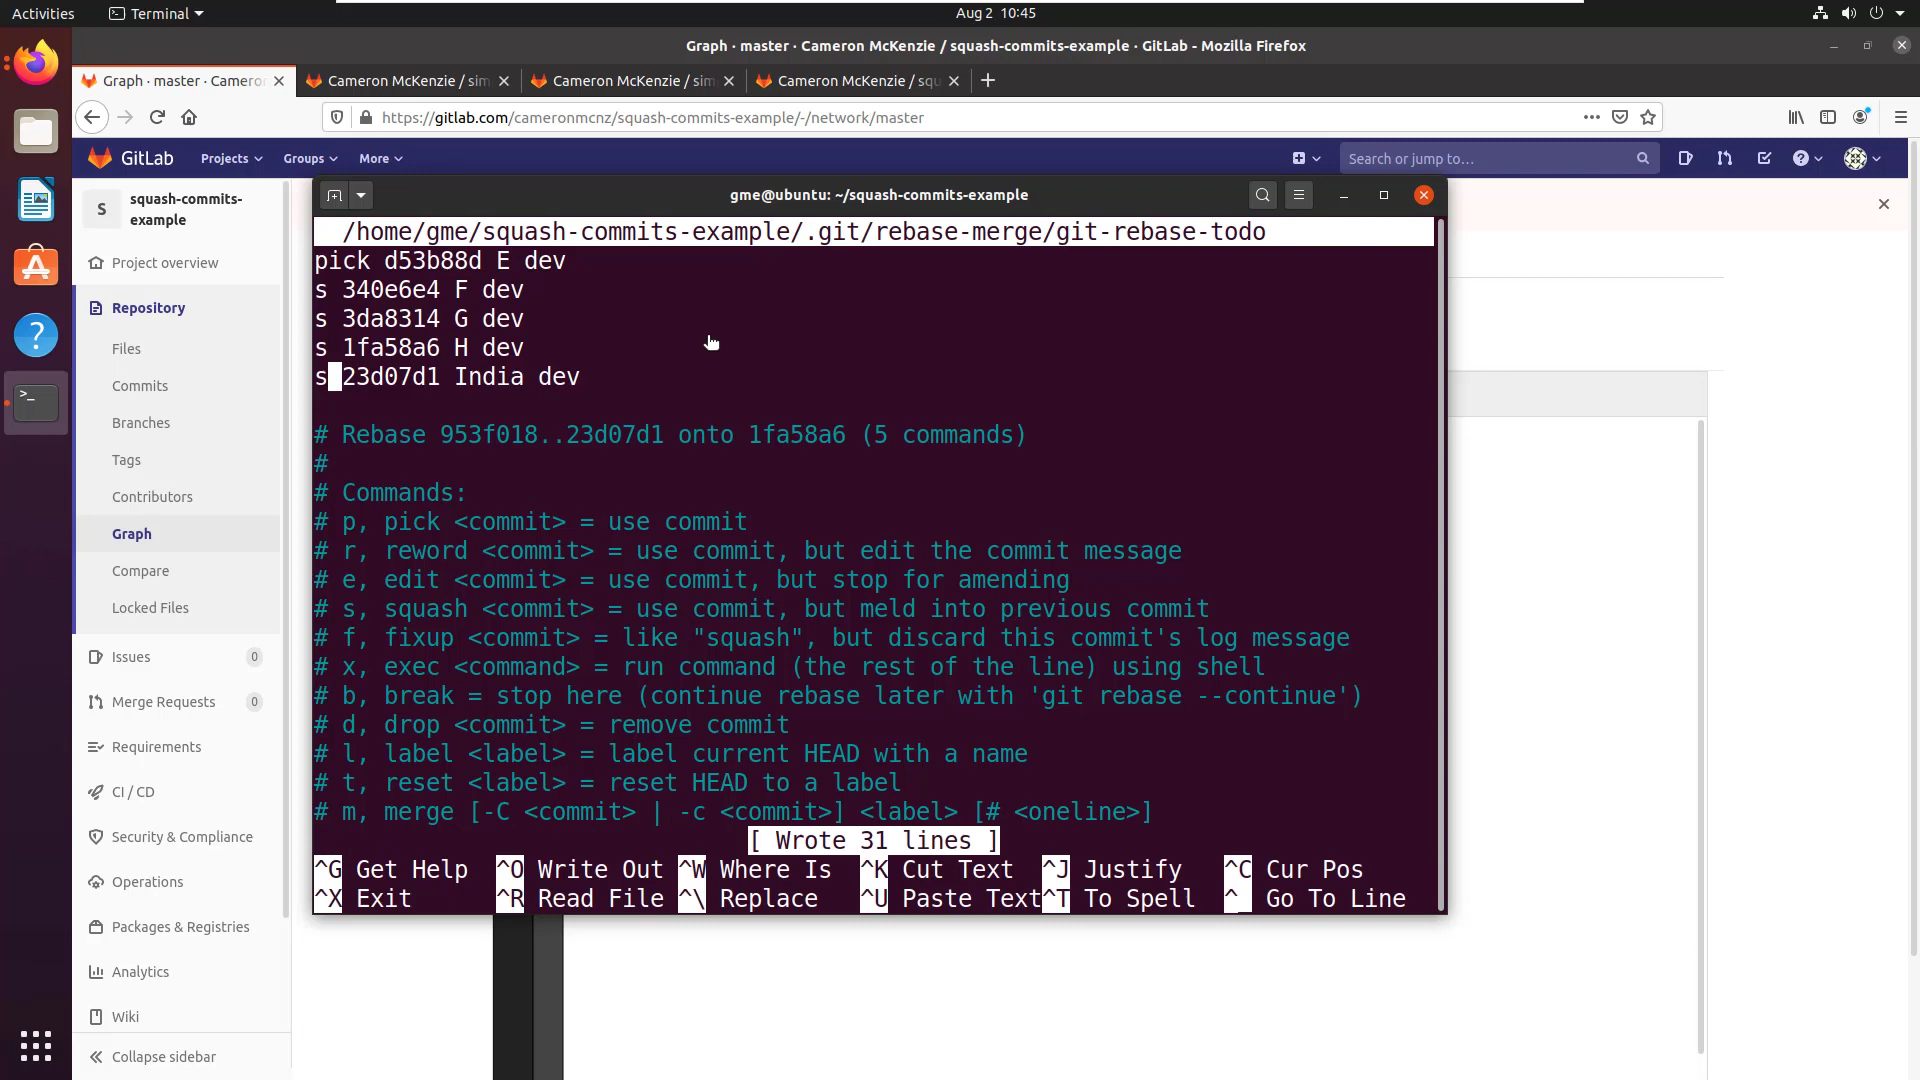 Activities
Terminal
Aug 2 10:45
Graph · master · Cameron McKenzie / squash-commits-example · GitLab - Mozilla Firefox
Graph · master · Camero
Cameron McKenzie / sim
Cameron McKenzie / sim
Cameron McKenzie / squ
https://gitlab.com/cameronmcnz/squash-commits-example/-/network/master
GitLab
Projects
Groups
More
Search or jump to...
S
squash-commits-
example
Project overview
Repository
Files
Commits
Branches
Tags
Contributors
Graph
Compare
Locked Files
Issues 0
Merge Requests 0
Requirements
CI / CD
Security & Compliance
Operations
Packages & Registries
Analytics
Wiki
Collapse sidebar
gme@ubuntu: ~/squash-commits-example
/home/gme/squash-commits-example/.git/rebase-merge/git-rebase-todo
pick d53b88d E dev
s 340e6e4 F dev
s 3da8314 G dev
s 1fa58a6 H dev
s 23d07d1 India dev
# Rebase 953f018..23d07d1 onto 1fa58a6 (5 commands)
#
# Commands:
# p, pick <commit> = use commit
# r, reword <commit> = use commit, but edit the commit message
# e, edit <commit> = use commit, but stop for amending
# s, squash <commit> = use commit, but meld into previous commit
# f, fixup <commit> = like "squash", but discard this commit's log message
# x, exec <command> = run command (the rest of the line) using shell
# b, break = stop here (continue rebase later with 'git rebase --continue')
# d, drop <commit> = remove commit
# l, label <label> = label current HEAD with a name
# t, reset <label> = reset HEAD to a label
# m, merge [-C <commit> | -c <commit>] <label> [# <oneline>]
[ Wrote 31 lines ]
^G Get Help ^O Write Out ^W Where Is ^K Cut Text ^J Justify ^C Cur Pos
^X Exit ^R Read File ^\ Replace ^U Paste Text ^T To Spell ^_ Go To Line